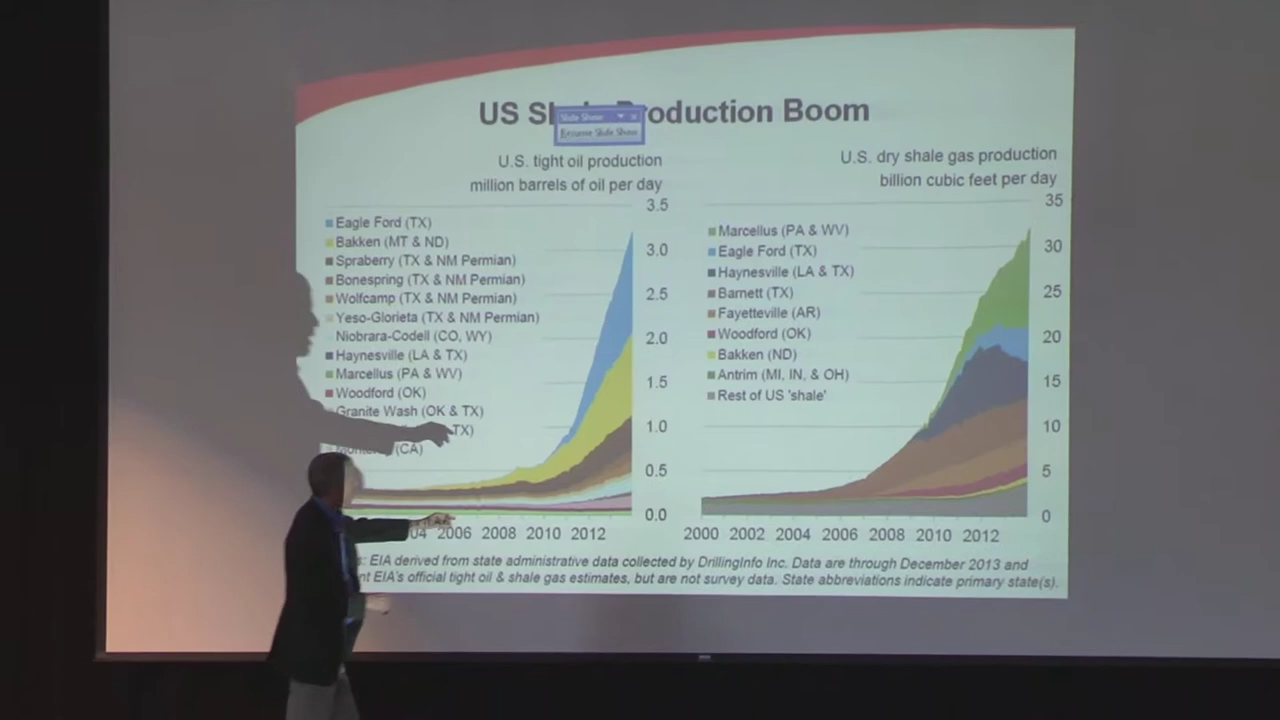 US Sh Production Boom
Slide Show
Resume Slide Show
U.S. tight oil production
million barrels of oil per day
3.5
3.0
2.5
2.0
1.5
1.0
0.5
0.0
Eagle Ford (TX)
Bakken (MT & ND)
Spraberry (TX & NM Permian)
Bonespring (TX & NM Permian)
Wolfcamp (TX & NM Permian)
Yeso-Glorieta (TX & NM Permian)
Niobrara-Codell (CO, WY)
Haynesville (LA & TX)
Marcellus (PA & WV)
Woodford (OK)
Granite Wash (OK & TX)
TX)
(CA)
04 2006 2008 2010 2012
U.S. dry shale gas production
billion cubic feet per day
35
30
25
20
15
10
5
0
Marcellus (PA & WV)
Eagle Ford (TX)
Haynesville (LA & TX)
Barnett (TX)
Fayetteville (AR)
Woodford (OK)
Bakken (ND)
Antrim (MI, IN, & OH)
Rest of US 'shale'
2000 2002 2004 2006 2008 2010 2012
: EIA derived from state administrative data collected by DrillingInfo Inc. Data are through December 2013 and
nt EIA's official tight oil & shale gas estimates, but are not survey data. State abbreviations indicate primary state(s).